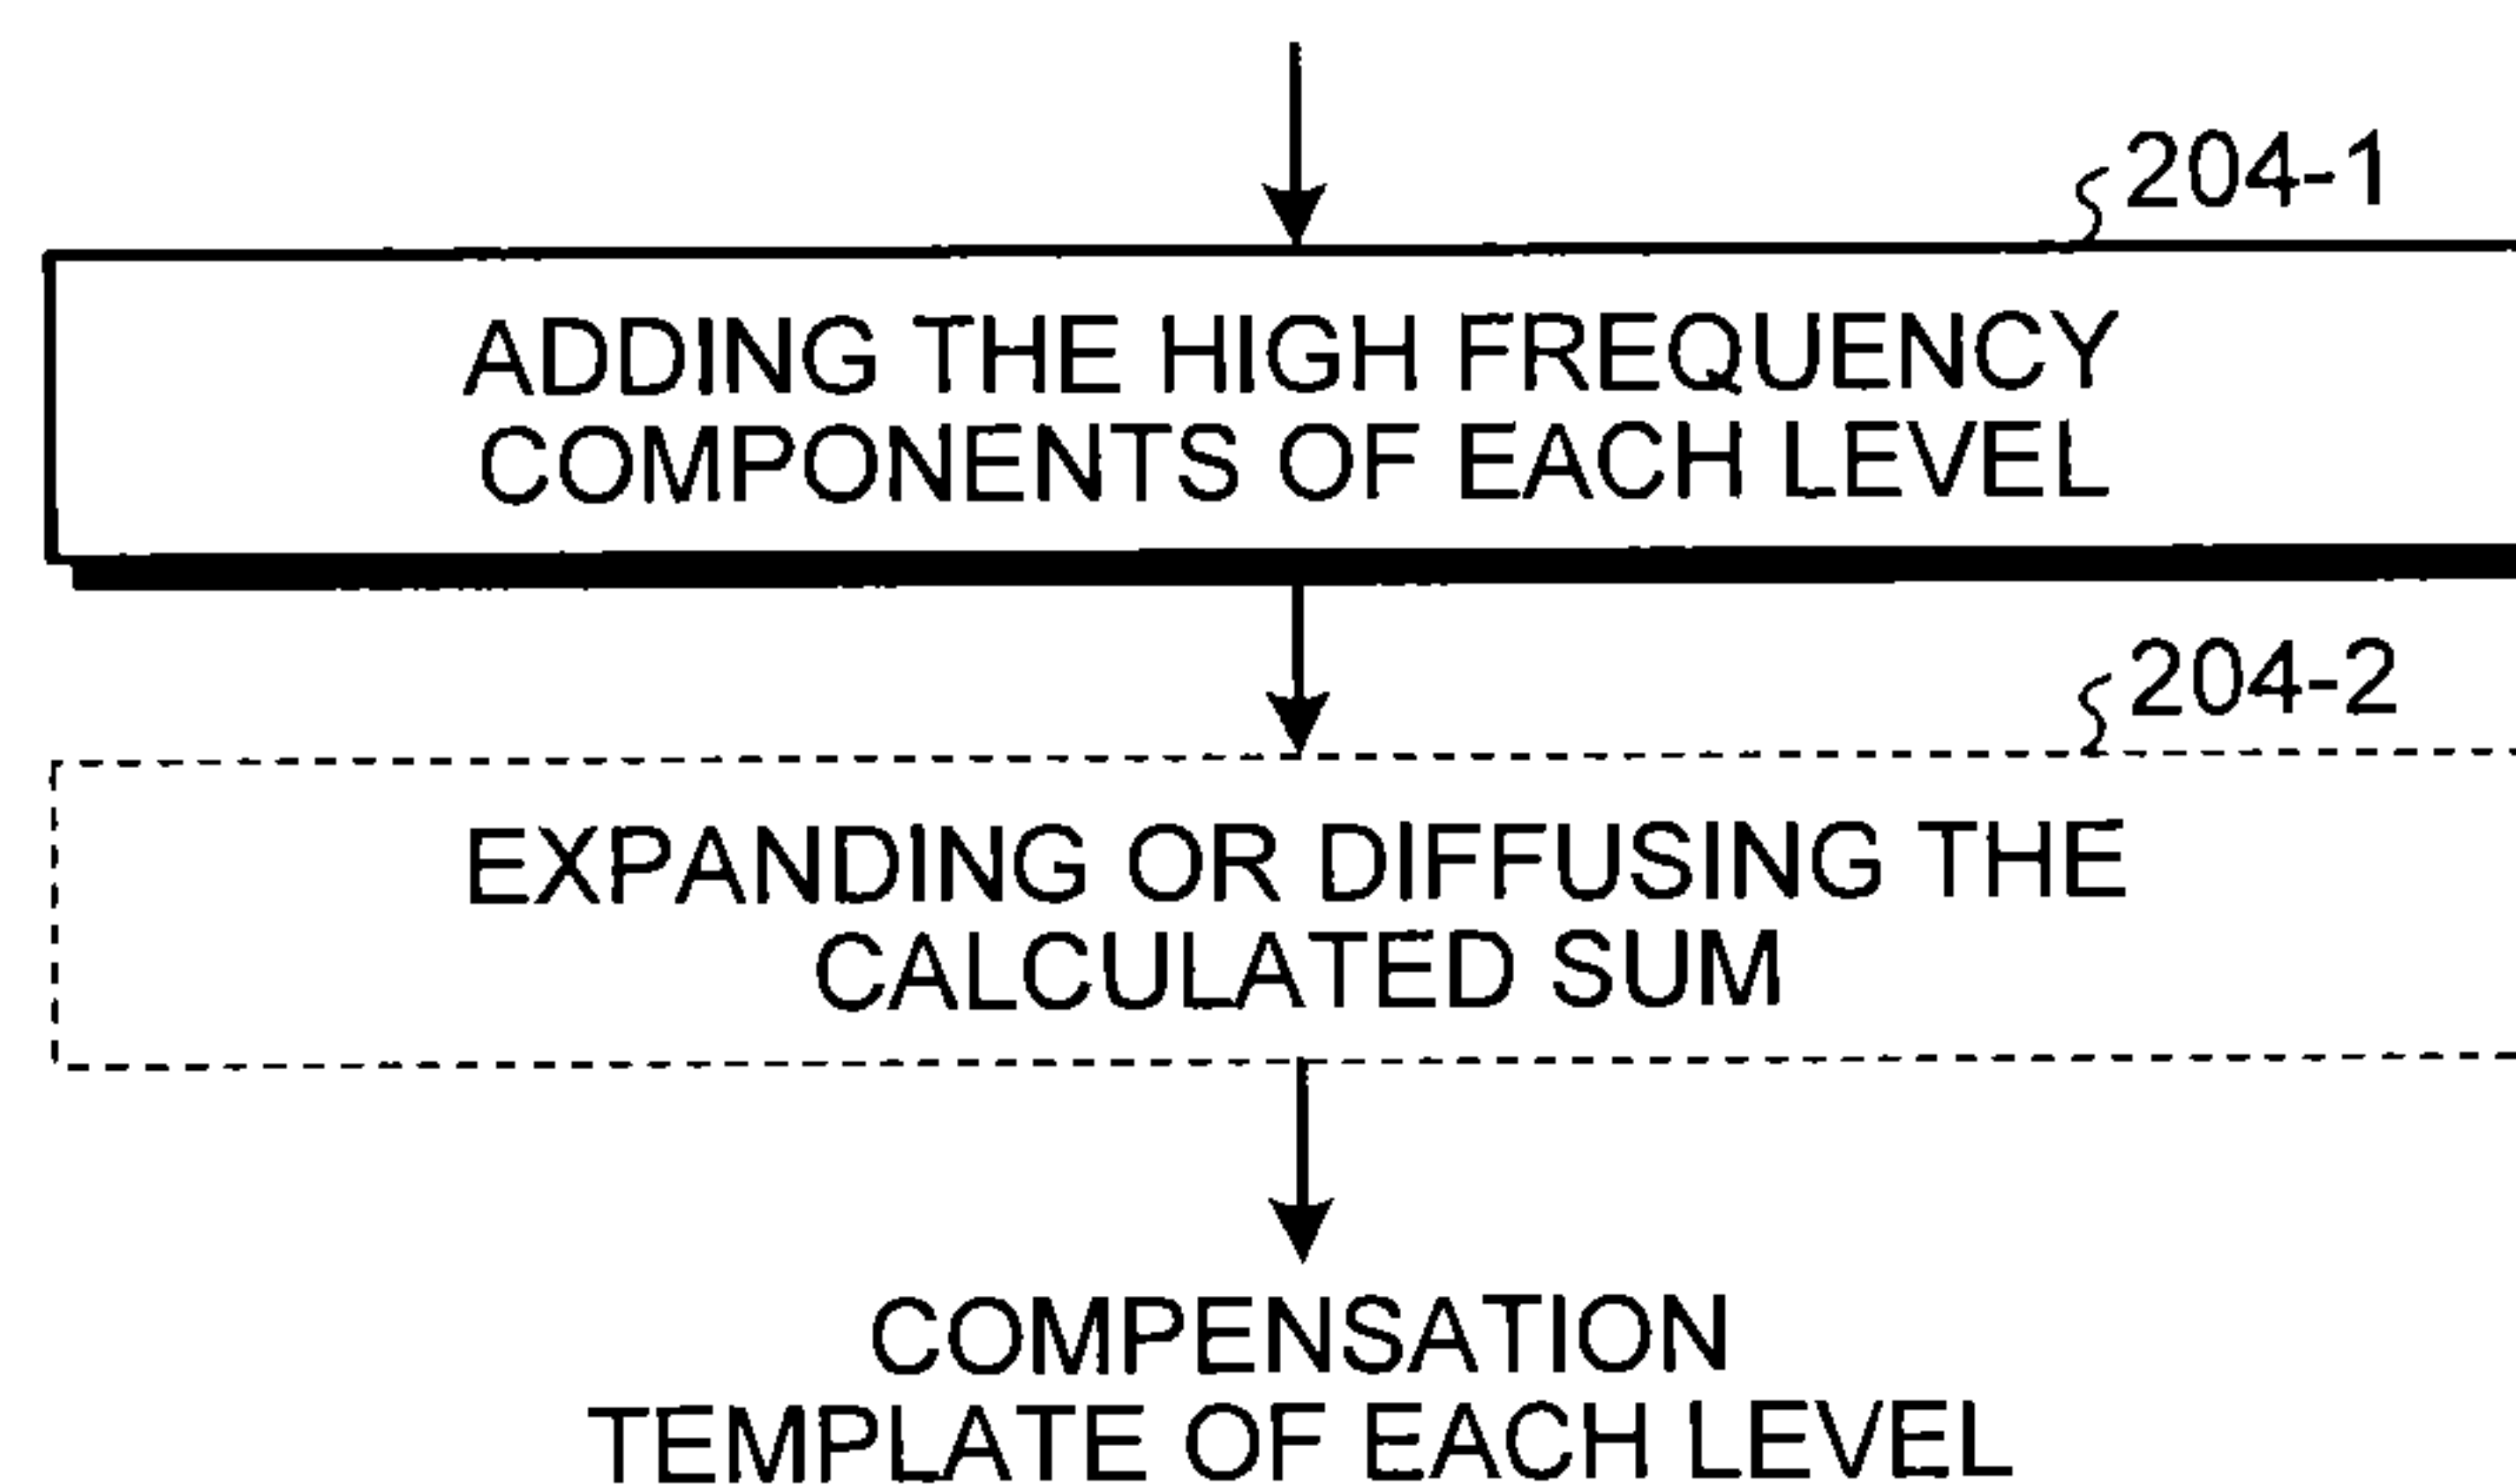 204-1
ADDING THE HIGH FREQUENCY
COMPONENTS OF EACH LEVEL
204-2
EXPANDING OR DIFFUSING THE
CALCULATED SUM
COMPENSATION
TEMPLATE OF EACH LEVEL